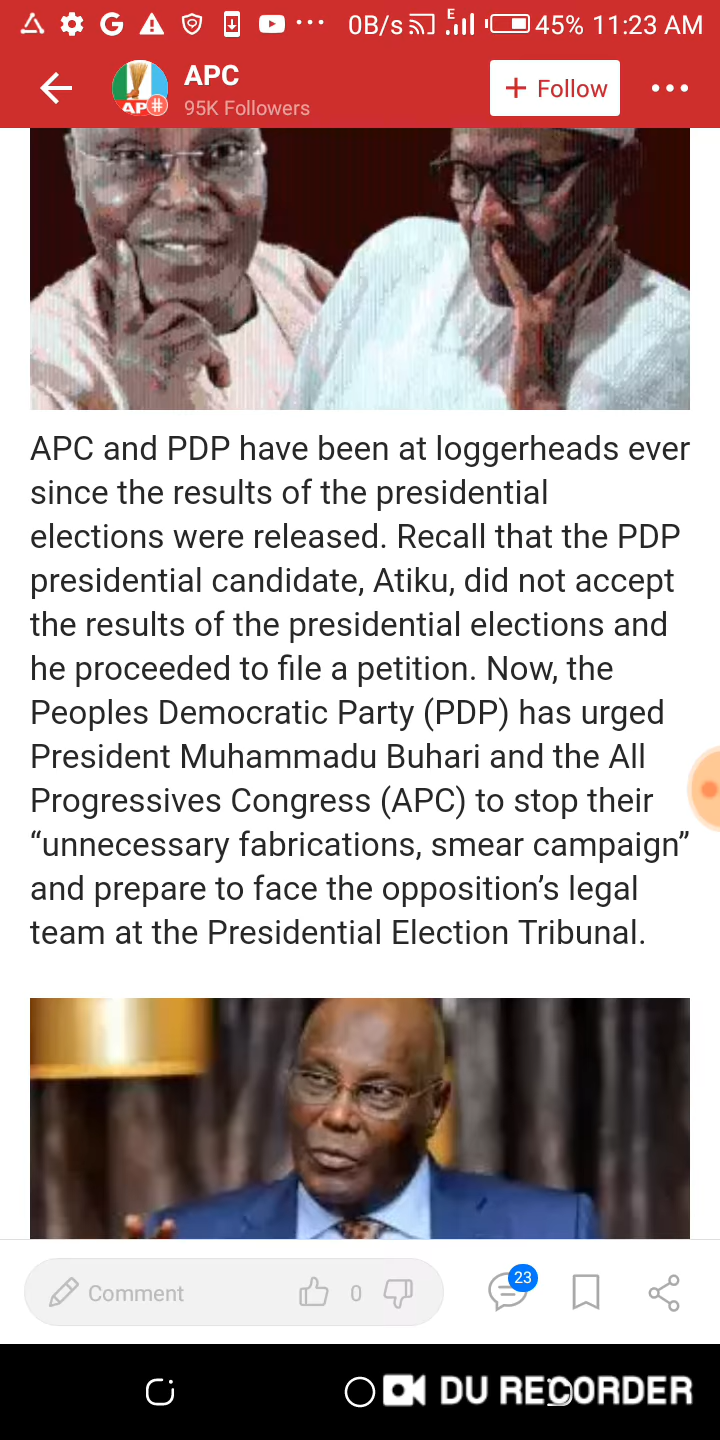 0B/s E 45% 11:23 AM
APC
AP #
95K Followers
+ Follow
APC and PDP have been at loggerheads ever
since the results of the presidential
elections were released. Recall that the PDP
presidential candidate, Atiku, did not accept
the results of the presidential elections and
he proceeded to file a petition. Now, the
Peoples Democratic Party (PDP) has urged
President Muhammadu Buhari and the All
Progressives Congress (APC) to stop their
“unnecessary fabrications, smear campaign”
and prepare to face the opposition’s legal
team at the Presidential Election Tribunal.
Comment 0 23
DU RECORDER